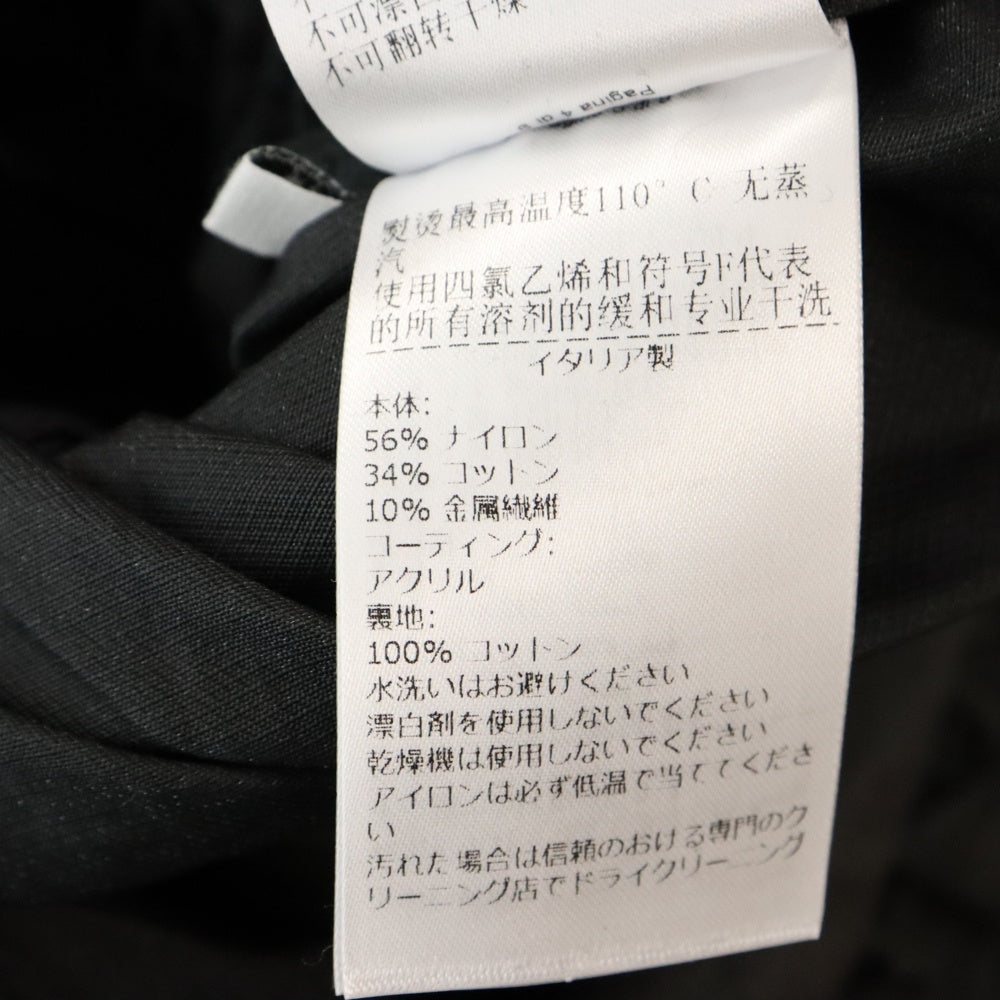 不可漂白
不可翻转干燥
Pagina 4 di
熨烫最高温度110° C 无蒸
汽
使用四氯乙烯和符号F代表
的所有溶剂的缓和专业干洗
イタリア製
本体:
56% ナイロン
34% コットン
10% 金属繊維
コーティング:
アクリル
裏地:
100% コットン
水洗いはお避けください
漂白剤を使用しないでください
乾燥機は使用しないでください
アイロンは必ず低温で当ててくださ
い
汚れた場合は信頼のおける専門のク
リーニング店でドライクリーニング